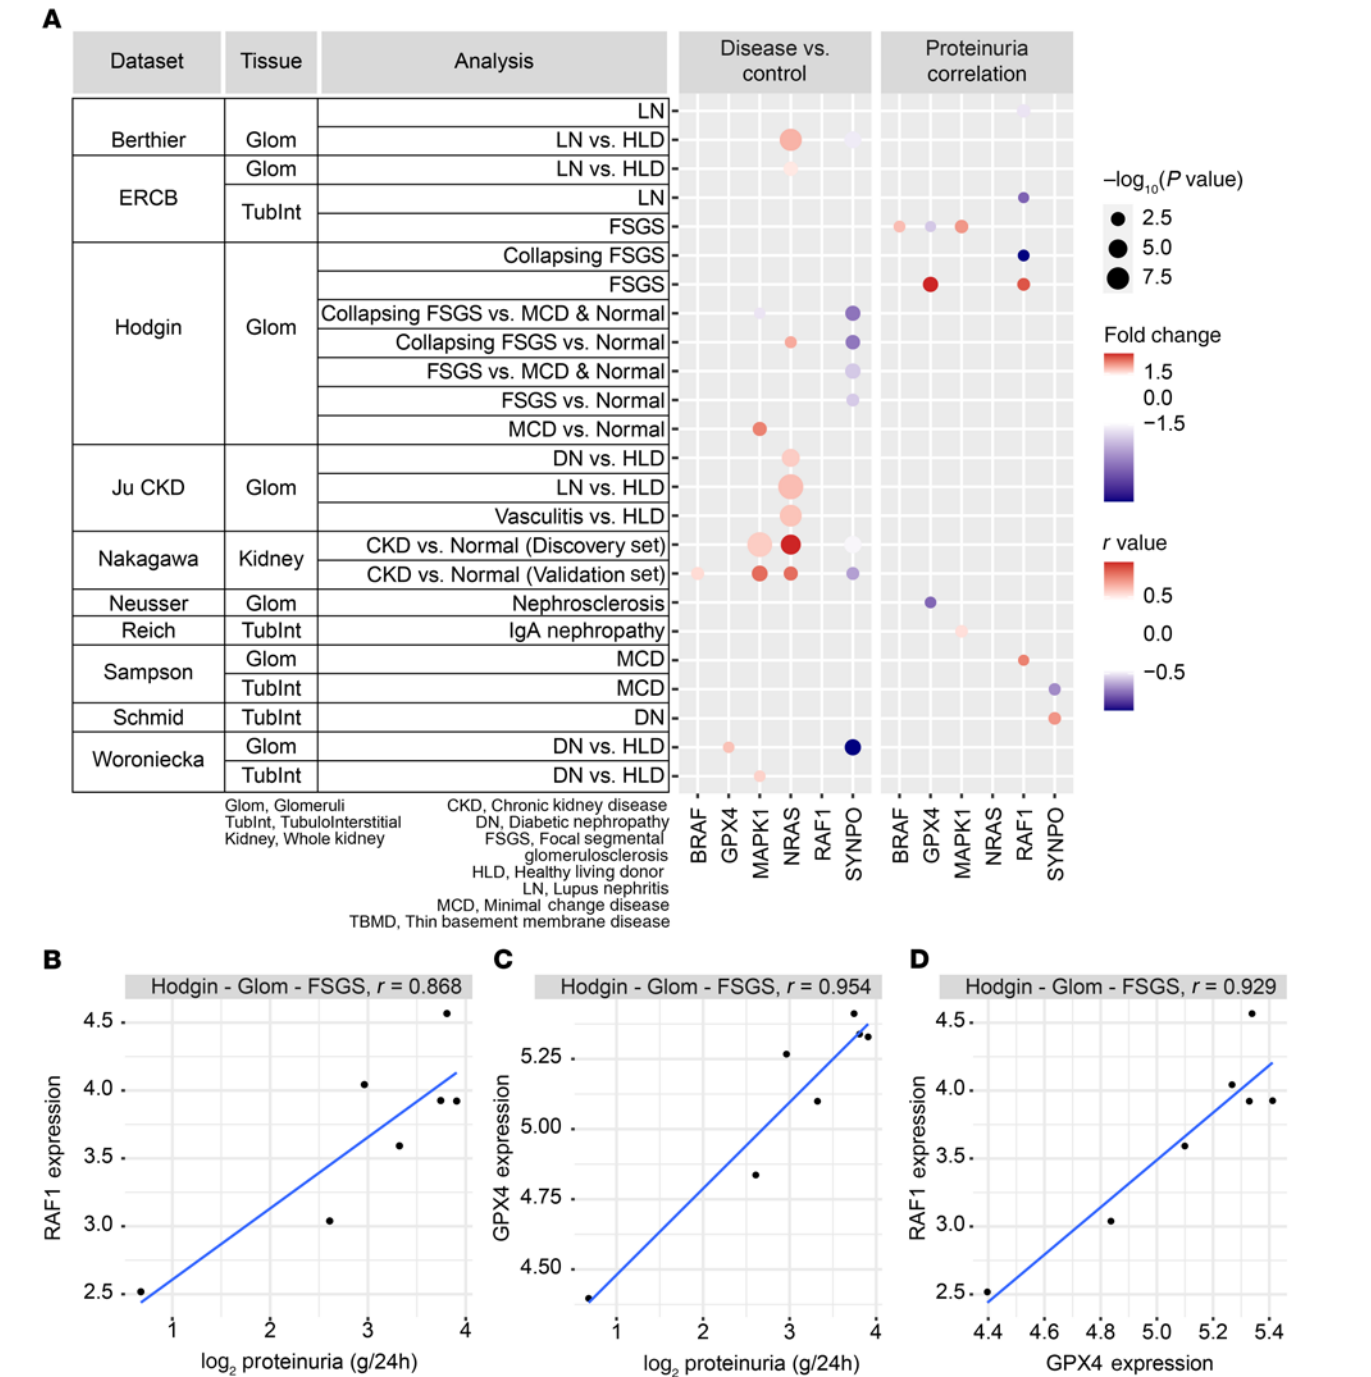 A
Dataset Tissue Analysis
Disease vs. control
Proteinuria correlation
LN
Berthier Glom LN vs. HLD
ERCB Glom LN vs. HLD
TubInt LN
FSGS
Collapsing FSGS
FSGS
Hodgin Glom Collapsing FSGS vs. MCD & Normal
Collapsing FSGS vs. Normal
FSGS vs. MCD & Normal
FSGS vs. Normal
MCD vs. Normal
DN vs. HLD
Ju CKD Glom LN vs. HLD
Vasculitis vs. HLD
Nakagawa Kidney CKD vs. Normal (Discovery set)
CKD vs. Normal (Validation set)
Neusser Glom Nephrosclerosis
Reich TubInt IgA nephropathy
Sampson Glom MCD
TubInt MCD
Schmid TubInt DN
Woroniecka Glom DN vs. HLD
TubInt DN vs. HLD
BRAF GPX4 MAPK1 NRAS RAF1 SYNPO
BRAF GPX4 MAPK1 NRAS RAF1 SYNPO
–log10(P value)
2.5
5.0
7.5
Fold change
1.5
0.0
−1.5
r value
0.5
0.0
−0.5
Glom, Glomeruli
TubInt, TubuloInterstitial
Kidney, Whole kidney
CKD, Chronic kidney disease
DN, Diabetic nephropathy
FSGS, Focal segmental
glomerulosclerosis
HLD, Healthy living donor
LN, Lupus nephritis
MCD, Minimal change disease
TBMD, Thin basement membrane disease
B
Hodgin - Glom - FSGS, r = 0.868
RAF1 expression
4.5
4.0
3.5
3.0
2.5
1 2 3 4
log2 proteinuria (g/24h)
C
Hodgin - Glom - FSGS, r = 0.954
GPX4 expression
5.25
5.00
4.75
4.50
1 2 3 4
log2 proteinuria (g/24h)
D
Hodgin - Glom - FSGS, r = 0.929
RAF1 expression
4.5
4.0
3.5
3.0
2.5
4.4 4.6 4.8 5.0 5.2 5.4
GPX4 expression